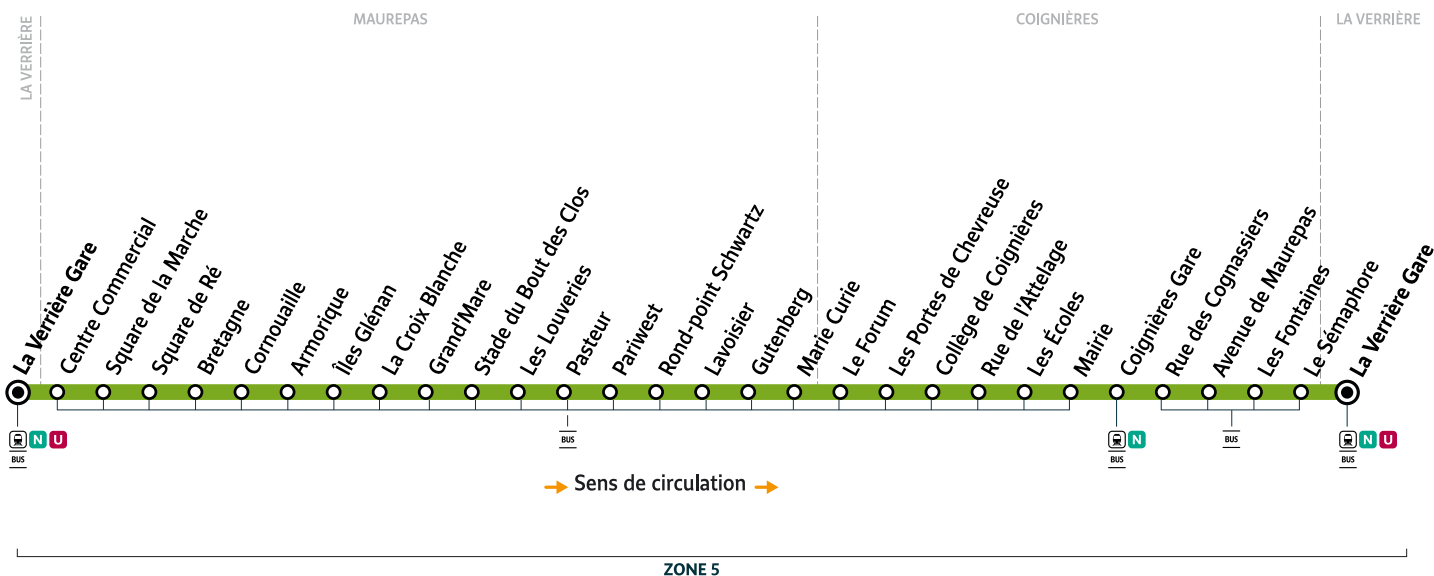 LA VERRIÈRE
MAUREPAS
COIGNIÈRES
LA VERRIÈRE
La Verrière Gare
Centre Commercial
Square de la Marche
Square de Ré
Bretagne
Cornouaille
Armorique
Îles Glénan
La Croix Blanche
Grand'Mare
Stade du Bout des Clos
Les Louveries
Pasteur
Pariwest
Rond-point Schwartz
Lavoisier
Gutenberg
Marie Curie
Le Forum
Les Portes de Chevreuse
Collège de Coignières
Rue de l'Attelage
Les Écoles
Mairie
Coignières Gare
Rue des Cognassiers
Avenue de Maurepas
Les Fontaines
Le Sémaphore
La Verrière Gare
N U
BUS
BUS
N
BUS
BUS
N U
BUS
Sens de circulation
ZONE 5